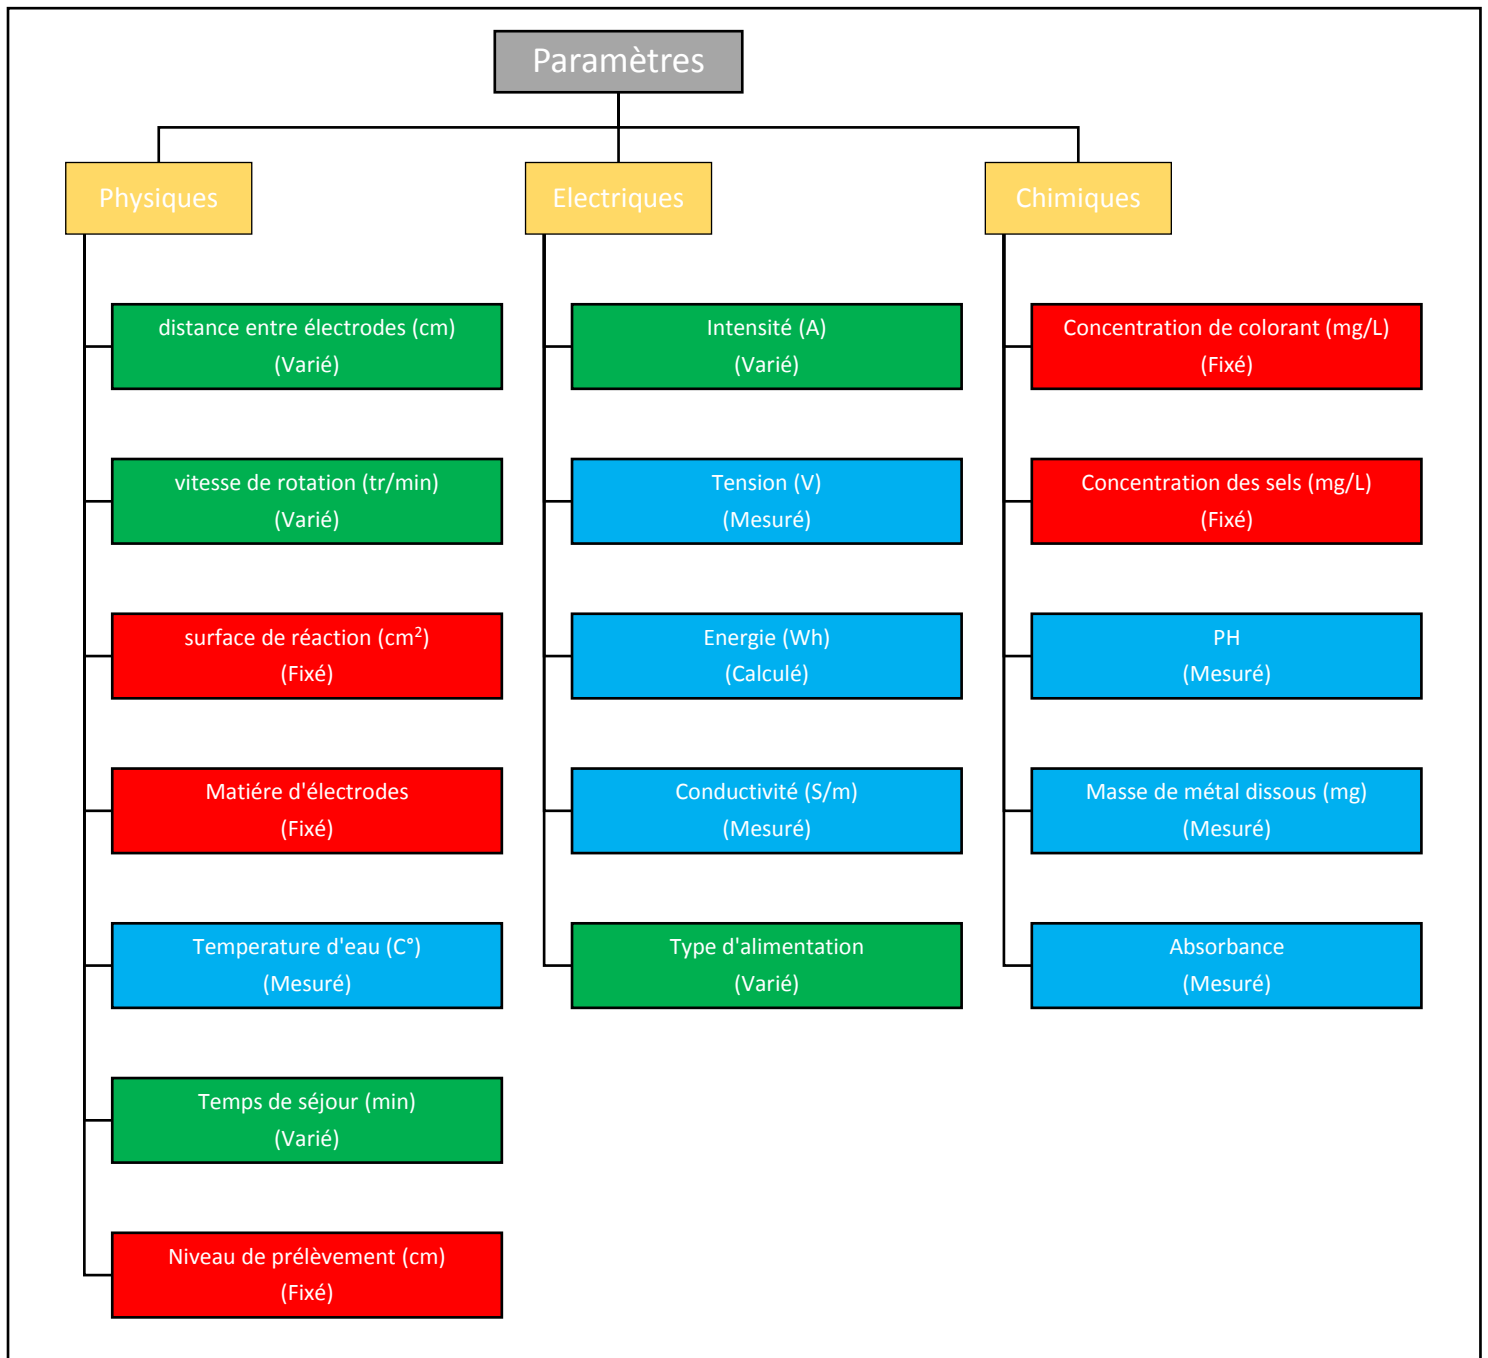 Paramètres
Physiques
distance entre électrodes (cm)
(Varié)
vitesse de rotation (tr/min)
(Varié)
surface de réaction (cm²)
(Fixé)
Matiére d'électrodes
(Fixé)
Temperature d'eau (C°)
(Mesuré)
Temps de séjour (min)
(Varié)
Niveau de prélèvement (cm)
(Fixé)
Electriques
Intensité (A)
(Varié)
Tension (V)
(Mesuré)
Energie (Wh)
(Calculé)
Conductivité (S/m)
(Mesuré)
Type d'alimentation
(Varié)
Chimiques
Concentration de colorant (mg/L)
(Fixé)
Concentration des sels (mg/L)
(Fixé)
PH
(Mesuré)
Masse de métal dissous (mg)
(Mesuré)
Absorbance
(Mesuré)